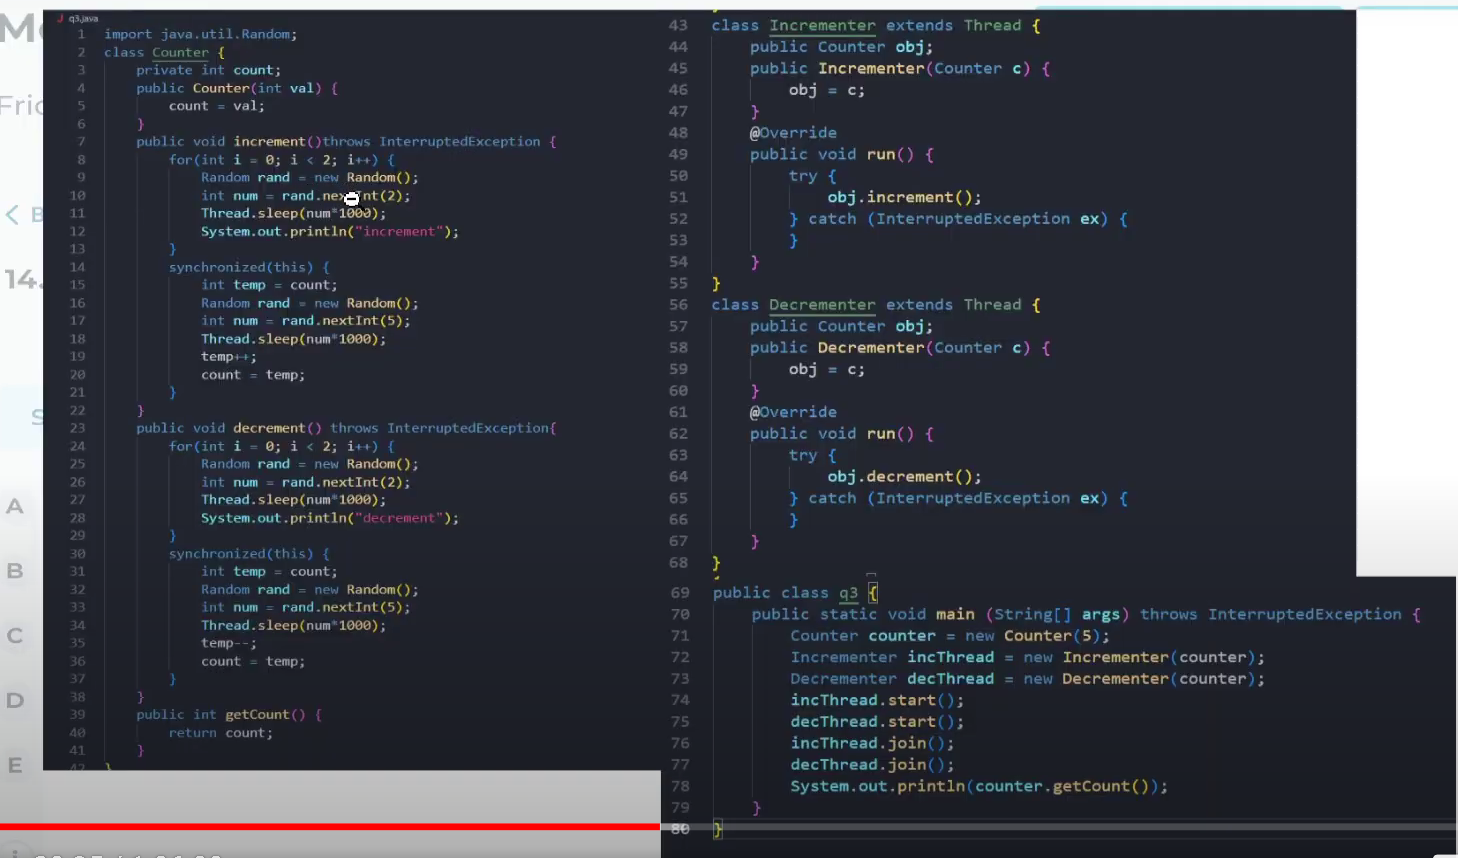 q3.java
1 import java.util.Random;
2 class Counter {
3 private int count;
4 public Counter(int val) {
5 count = val;
6 }
7 public void increment()throws InterruptedException {
8 for(int i = 0; i < 2; i++) {
9 Random rand = new Random();
10 int num = rand.nextInt(2);
11 Thread.sleep(num*1000);
12 System.out.println("increment");
13 }
14 synchronized(this) {
15 int temp = count;
16 Random rand = new Random();
17 int num = rand.nextInt(5);
18 Thread.sleep(num*1000);
19 temp++;
20 count = temp;
21 }
22 }
23 public void decrement() throws InterruptedException{
24 for(int i = 0; i < 2; i++) {
25 Random rand = new Random();
26 int num = rand.nextInt(2);
27 Thread.sleep(num*1000);
28 System.out.println("decrement");
29 }
30 synchronized(this) {
31 int temp = count;
32 Random rand = new Random();
33 int num = rand.nextInt(5);
34 Thread.sleep(num*1000);
35 temp--;
36 count = temp;
37 }
38 }
39 public int getCount() {
40 return count;
41 }
42 }
43 class Incrementer extends Thread {
44 public Counter obj;
45 public Incrementer(Counter c) {
46 obj = c;
47 }
48 @Override
49 public void run() {
50 try {
51 obj.increment();
52 } catch (InterruptedException ex) {
53 }
54 }
55 }
56 class Decrementer extends Thread {
57 public Counter obj;
58 public Decrementer(Counter c) {
59 obj = c;
60 }
61 @Override
62 public void run() {
63 try {
64 obj.decrement();
65 } catch (InterruptedException ex) {
66 }
67 }
68 }
69 public class q3 {
70 public static void main (String[] args) throws InterruptedException {
71 Counter counter = new Counter(5);
72 Incrementer incThread = new Incrementer(counter);
73 Decrementer decThread = new Decrementer(counter);
74 incThread.start();
75 decThread.start();
76 incThread.join();
77 decThread.join();
78 System.out.println(counter.getCount());
79 }
80 }
14.
A
B
C
D
E